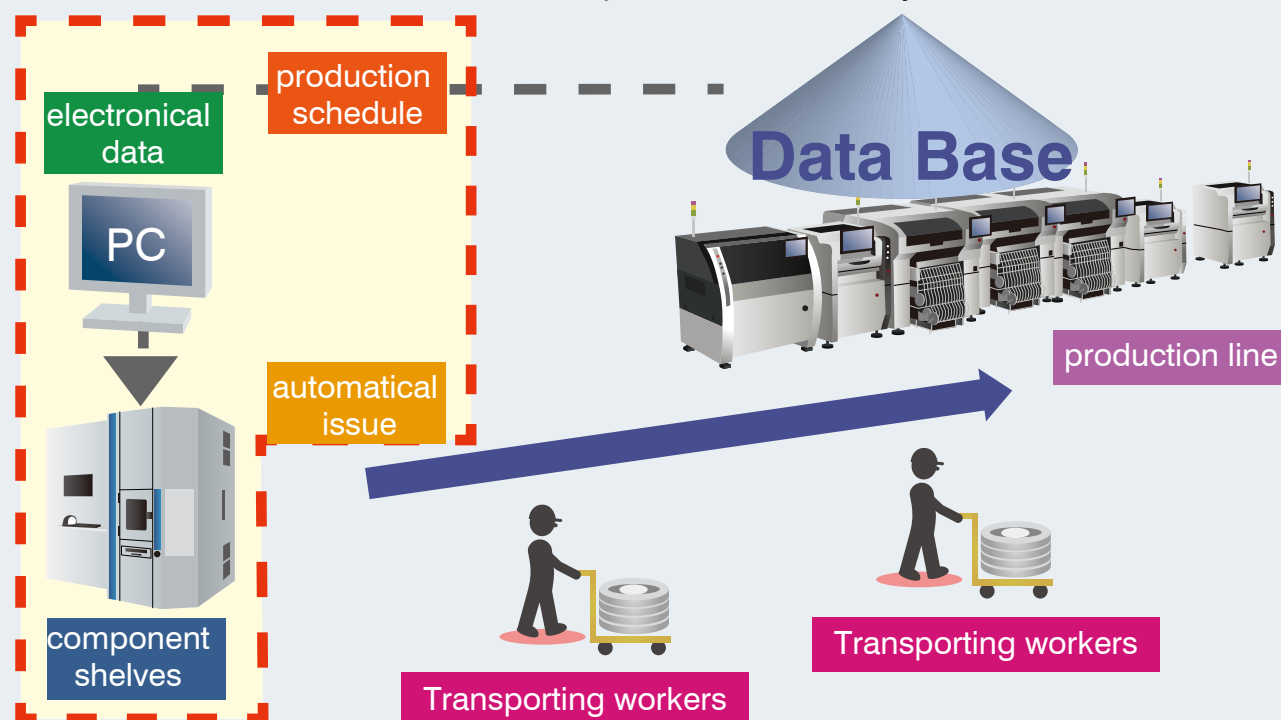 production
schedule
electronical
data
Data Base
PC
production line
automatical
issue
component
shelves
Transporting workers
Transporting workers